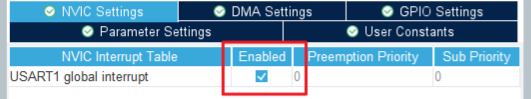 NVIC Settings DMA Settings GPIO Settings
Parameter Settings User Constants
NVIC Interrupt Table Enabled Preemption Priority Sub Priority
USART1 global interrupt 0 0